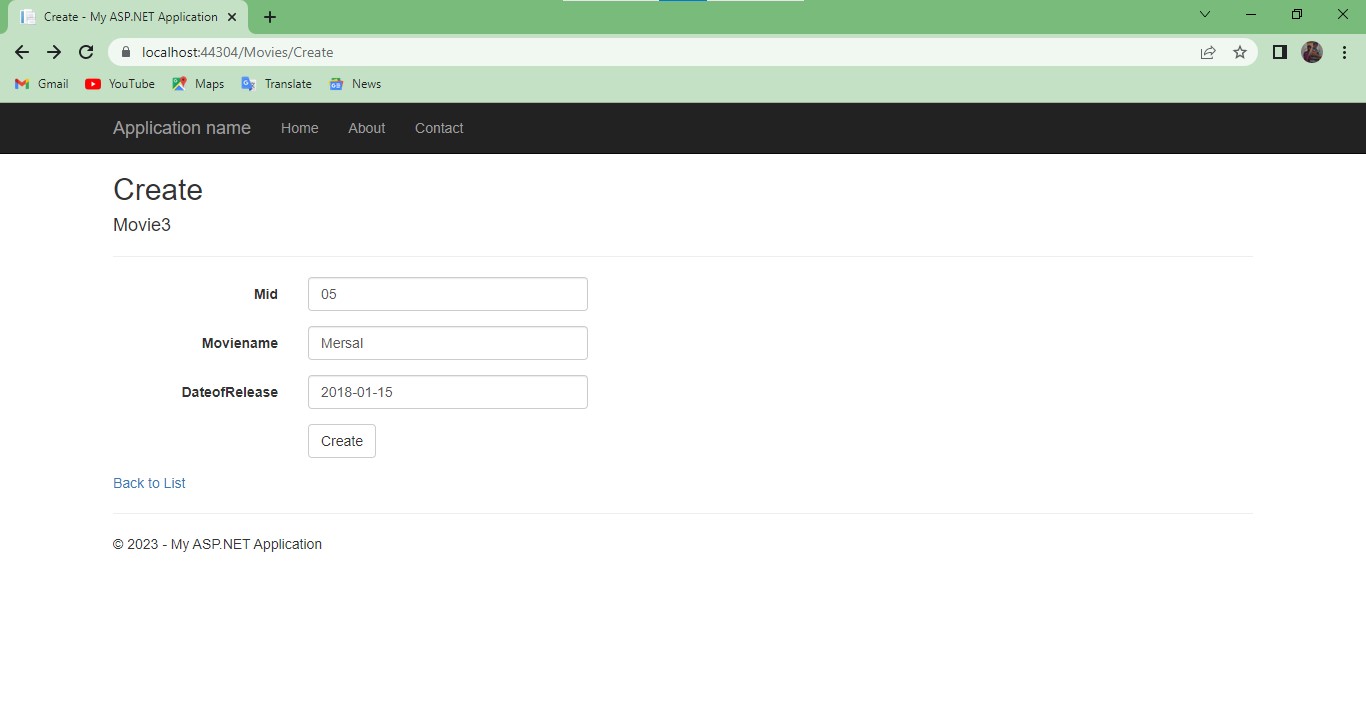 Create - My ASP.NET Application
localhost:44304/Movies/Create
Gmail YouTube Maps Translate News
Application name Home About Contact
Create
Movie3
Mid 05
Moviename Mersal
DateofRelease 2018-01-15
Create
Back to List
© 2023 - My ASP.NET Application